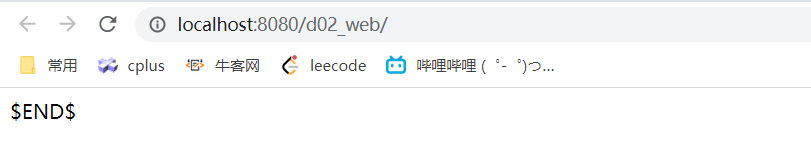 localhost:8080/d02_web/
常用 cplus 牛客网 leecode 哔哩哔哩 (゜-゜)つ...
$END$